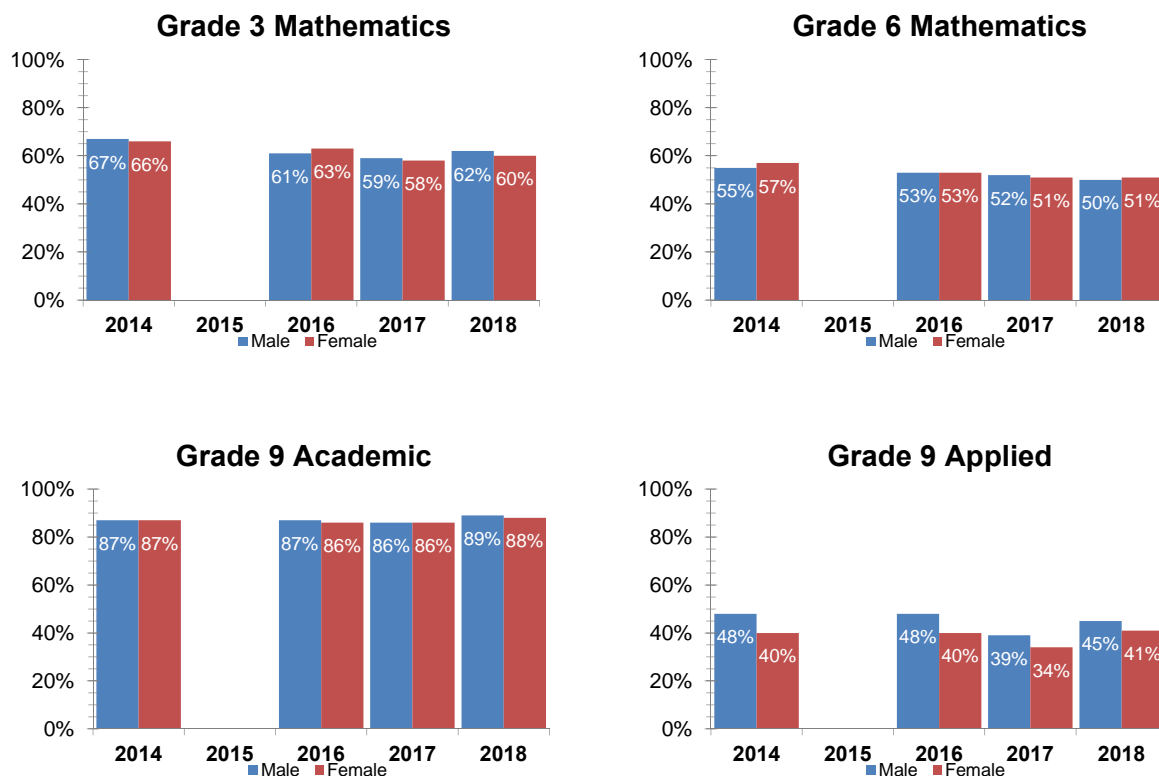 Grade 3 Mathematics
100%
80%
60%
40%
20%
0%
67% 66% 61% 63% 59% 58% 62% 60%
2014 2015 2016 2017 2018
Male Female
Grade 6 Mathematics
100%
80%
60%
40%
20%
0%
55% 57% 53% 53% 52% 51% 50% 51%
2014 2015 2016 2017 2018
Male Female
Grade 9 Academic
100%
80%
60%
40%
20%
0%
87% 87% 87% 86% 86% 86% 89% 88%
2014 2015 2016 2017 2018
Male Female
Grade 9 Applied
100%
80%
60%
40%
20%
0%
48% 40% 48% 40% 39% 34% 45% 41%
2014 2015 2016 2017 2018
Male Female